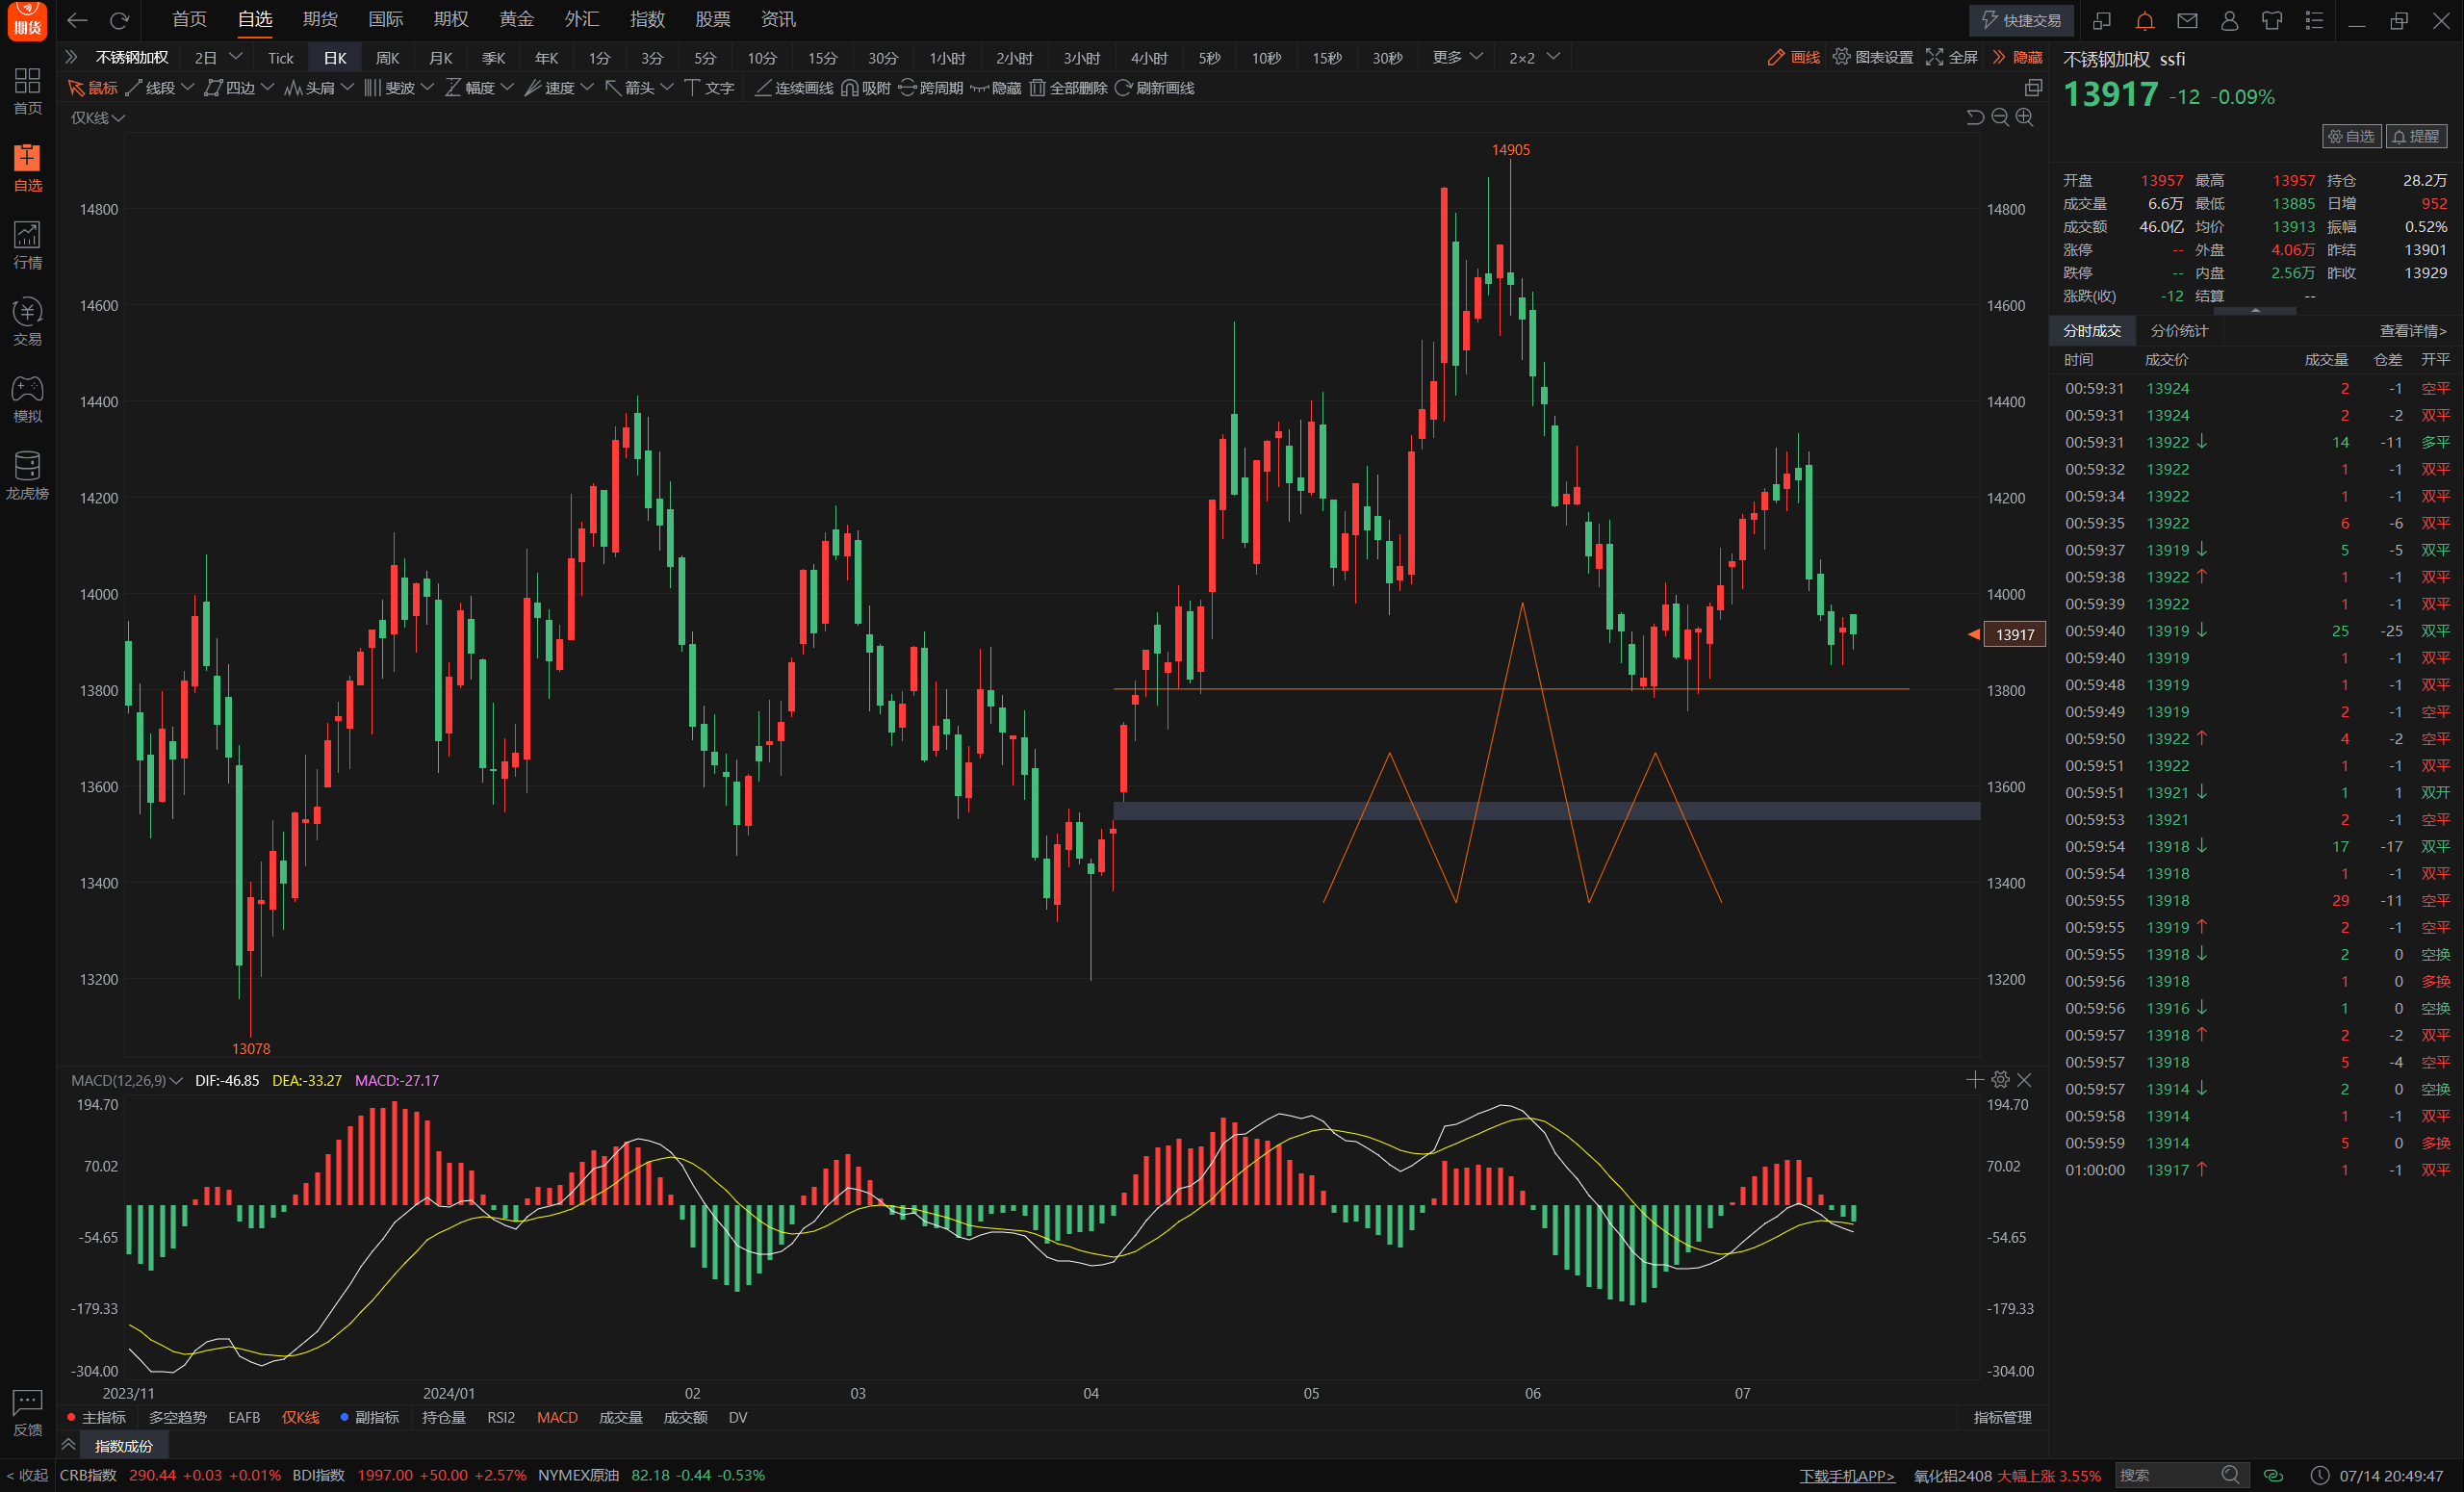 期货
首页 自选 期货 国际 期权 黄金 外汇 指数 股票 资讯
快捷交易
不锈钢加权 2日 Tick 日K 周K 月K 季K 年K 1分 3分 5分 10分 15分 30分 1小时 2小时 3小时 4小时 5秒 10秒 15秒 30秒 更多 2×2
画线 图表设置 全屏 隐藏
鼠标 线段 四边 头肩 斐波 幅度 速度 箭头 文字 连续画线 吸附 跨周期 隐藏 全部删除 刷新画线
首页
自选
行情
交易
模拟
龙虎榜
反馈
< 收起
仅K线
14905
14800 14800
14600 14600
14400 14400
14200 14200
14000 14000
13917
13800 13800
13600 13600
13400 13400
13200 13200
13078
MACD(12,26,9) DIF:-46.85 DEA:-33.27 MACD:-27.17
194.70 194.70
70.02 70.02
-54.65 -54.65
-179.33 -179.33
-304.00 -304.00
2023/11 2024/01 02 03 04 05 06 07
主指标 多空趋势 EAFB 仅K线 副指标 持仓量 RSI2 MACD 成交量 成交额 DV 指标管理
指数成份
不锈钢加权 ssfi
13917 -12 -0.09%
自选 提醒
开盘 13957 最高 13957 持仓 28.2万
成交量 6.6万 最低 13885 日增 952
成交额 46.0亿 均价 13913 振幅 0.52%
涨停 -- 外盘 4.06万 昨结 13901
跌停 -- 内盘 2.56万 昨收 13929
涨跌(收) -12 结算 --
分时成交 分价统计 查看详情>
时间 成交价 成交量 仓差 开平
00:59:31 13924 2 -1 空平
00:59:31 13924 2 -2 双平
00:59:31 13922↓ 14 -11 多平
00:59:32 13922 1 -1 双平
00:59:34 13922 1 -1 双平
00:59:35 13922 6 -6 双平
00:59:37 13919↓ 5 -5 双平
00:59:38 13922↑ 1 -1 双平
00:59:39 13922 1 -1 双平
00:59:40 13919↓ 25 -25 双平
00:59:40 13919 1 -1 双平
00:59:48 13919 1 -1 双平
00:59:49 13919 2 -1 空平
00:59:50 13922↑ 4 -2 空平
00:59:51 13922 1 -1 双平
00:59:51 13921↓ 1 1 双开
00:59:53 13921 2 -1 空平
00:59:54 13918↓ 17 -17 双平
00:59:54 13918 1 -1 双平
00:59:55 13918 29 -11 空平
00:59:55 13919↑ 2 -1 空平
00:59:55 13918↓ 2 0 空换
00:59:56 13918 1 0 多换
00:59:56 13916↓ 1 0 空换
00:59:57 13918↑ 2 -2 双平
00:59:57 13918 5 -4 空平
00:59:57 13914↓ 2 0 空换
00:59:58 13914 1 -1 双平
00:59:59 13914 5 0 多换
01:00:00 13917↑ 1 -1 双平
CRB指数 290.44 +0.03 +0.01% BDI指数 1997.00 +50.00 +2.57% NYMEX原油 82.18 -0.44 -0.53%
下载手机APP> 氧化铝2408 大幅上涨 3.55% 搜索 07/14 20:49:47